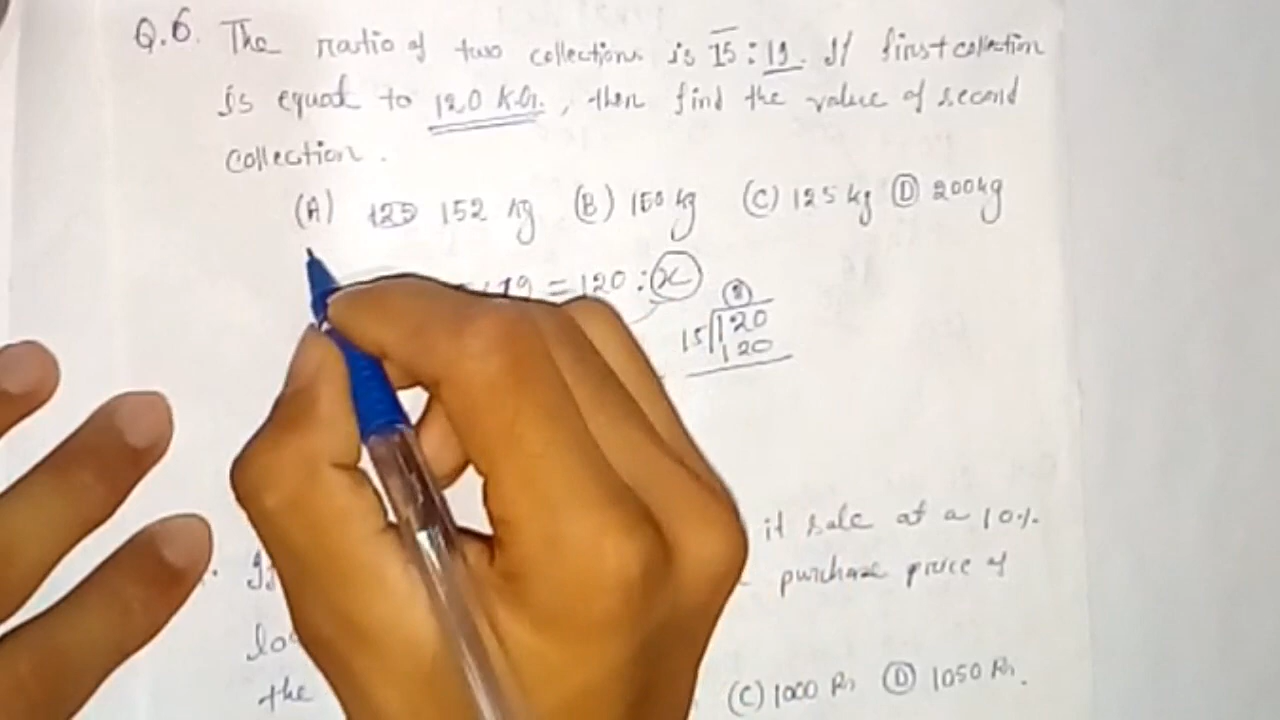 Q.6. The ratio of two collections is 15 : 19. If first collection
is equal to 120 K.Gr., then find the value of second
collection.
(A) 152 kg (B) 150 kg (C) 125 kg (D) 200kg
19 = 120 : x
8
15 120
120
it sale at a 10%
purchase price of
the
(C) 1000 Rs (D) 1050 Rs.